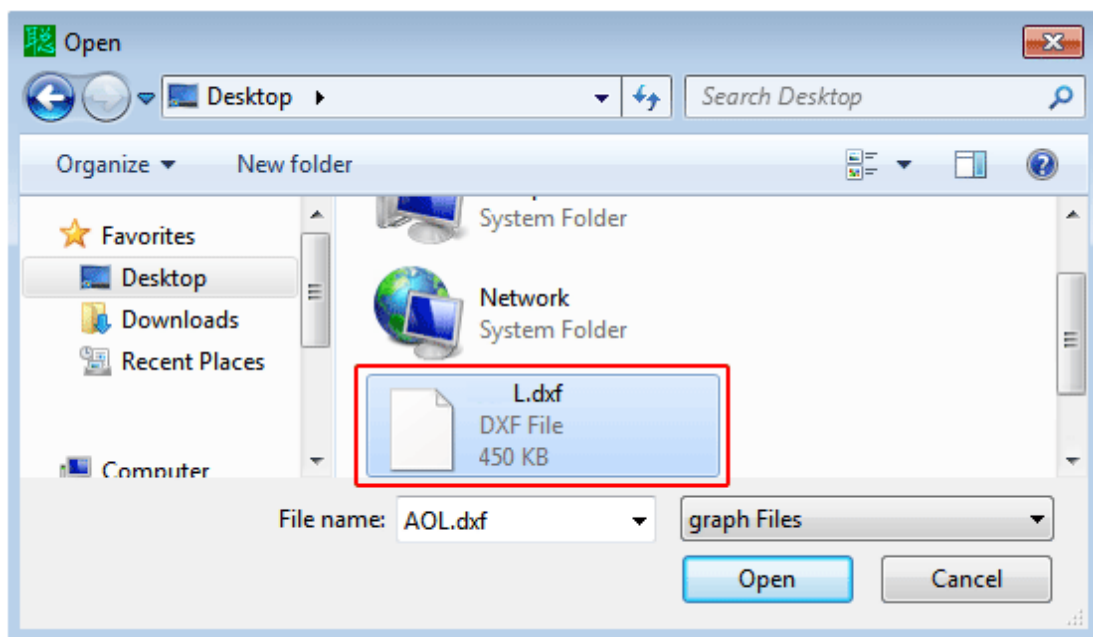 聪 Open
Desktop
Search Desktop
Organize
New folder
System Folder
Favorites
Desktop
Downloads
Recent Places
Computer
Network
System Folder
L.dxf
DXF File
450 KB
File name: AOL.dxf
graph Files
Open
Cancel